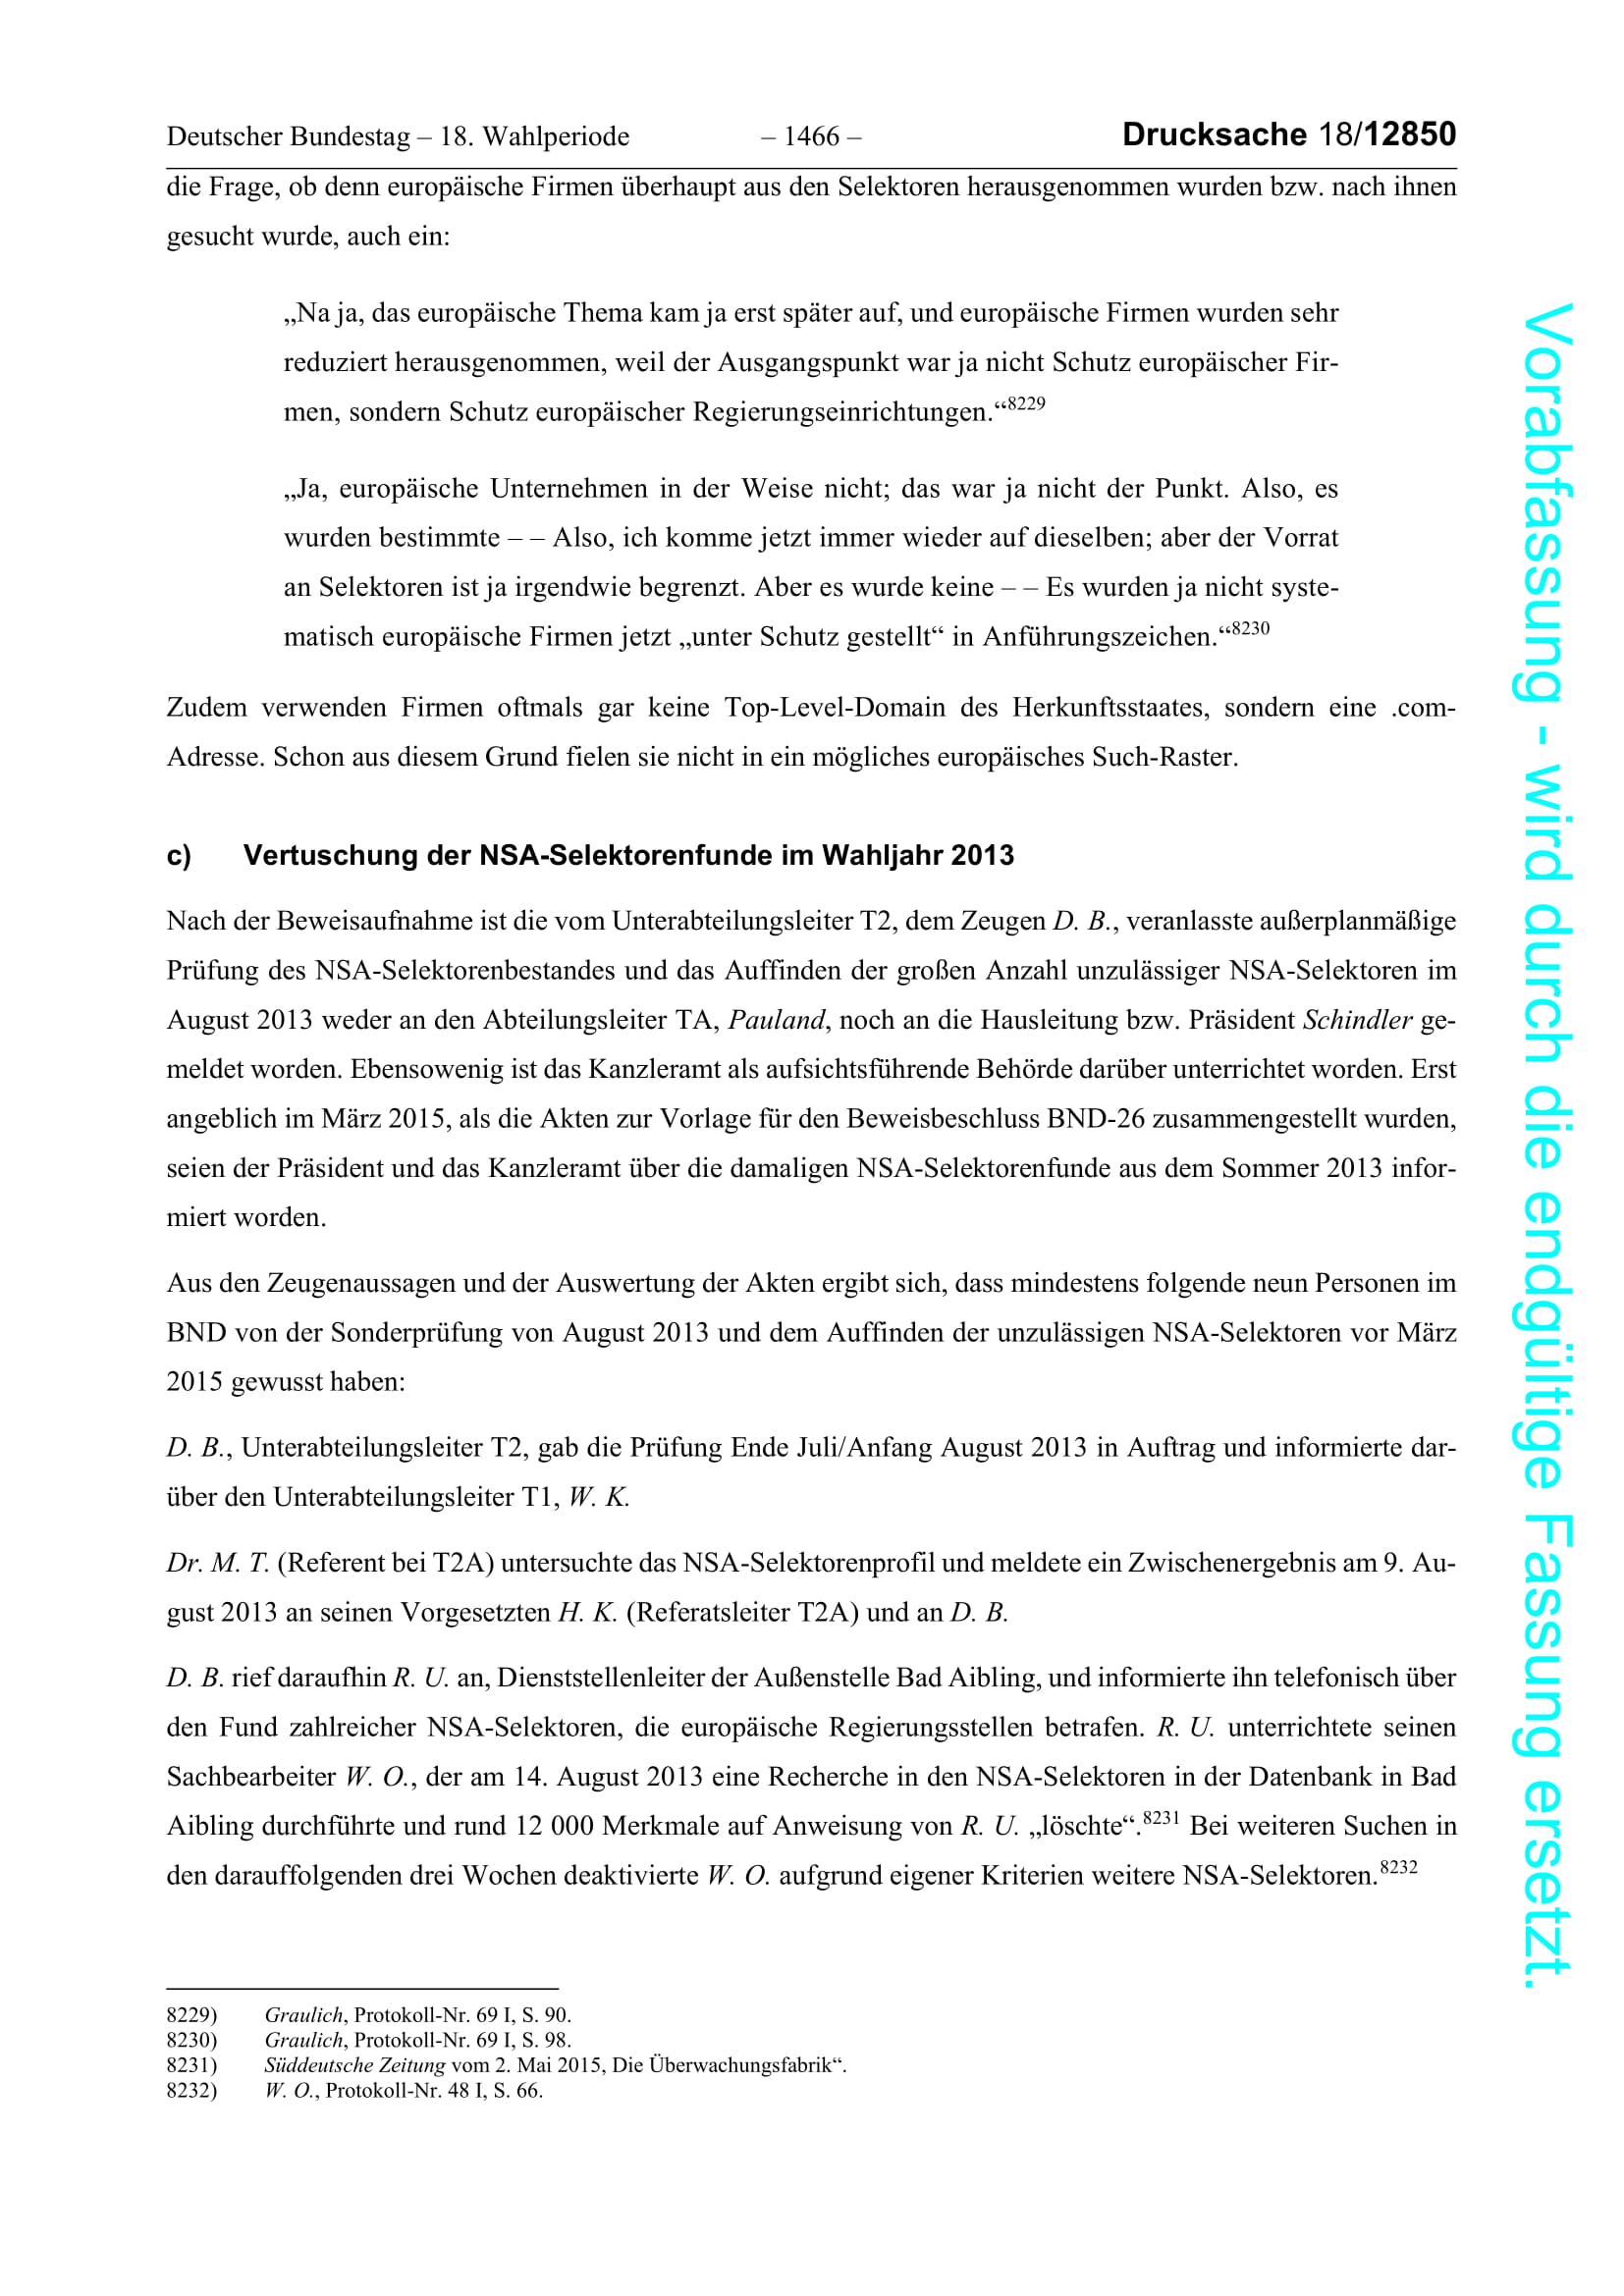 Deutscher Bundestag – 18. Wahlperiode – 1466 – Drucksache 18/12850
die Frage, ob denn europäische Firmen überhaupt aus den Selektoren herausgenommen wurden bzw. nach ihnen
gesucht wurde, auch ein:
„Na ja, das europäische Thema kam ja erst später auf, und europäische Firmen wurden sehr
reduziert herausgenommen, weil der Ausgangspunkt war ja nicht Schutz europäischer Fir-
men, sondern Schutz europäischer Regierungseinrichtungen.“8229
„Ja, europäische Unternehmen in der Weise nicht; das war ja nicht der Punkt. Also, es
wurden bestimmte – – Also, ich komme jetzt immer wieder auf dieselben; aber der Vorrat
an Selektoren ist ja irgendwie begrenzt. Aber es wurde keine – – Es wurden ja nicht syste-
matisch europäische Firmen jetzt „unter Schutz gestellt“ in Anführungszeichen.“8230
Zudem verwenden Firmen oftmals gar keine Top-Level-Domain des Herkunftsstaates, sondern eine .com-
Adresse. Schon aus diesem Grund fielen sie nicht in ein mögliches europäisches Such-Raster.
c) Vertuschung der NSA-Selektorenfunde im Wahljahr 2013
Nach der Beweisaufnahme ist die vom Unterabteilungsleiter T2, dem Zeugen D. B., veranlasste außerplanmäßige
Prüfung des NSA-Selektorenbestandes und das Auffinden der großen Anzahl unzulässiger NSA-Selektoren im
August 2013 weder an den Abteilungsleiter TA, Pauland, noch an die Hausleitung bzw. Präsident Schindler ge-
meldet worden. Ebensowenig ist das Kanzleramt als aufsichtsführende Behörde darüber unterrichtet worden. Erst
angeblich im März 2015, als die Akten zur Vorlage für den Beweisbeschluss BND-26 zusammengestellt wurden,
seien der Präsident und das Kanzleramt über die damaligen NSA-Selektorenfunde aus dem Sommer 2013 infor-
miert worden.
Aus den Zeugenaussagen und der Auswertung der Akten ergibt sich, dass mindestens folgende neun Personen im
BND von der Sonderprüfung von August 2013 und dem Auffinden der unzulässigen NSA-Selektoren vor März
2015 gewusst haben:
D. B., Unterabteilungsleiter T2, gab die Prüfung Ende Juli/Anfang August 2013 in Auftrag und informierte dar-
über den Unterabteilungsleiter T1, W. K.
Dr. M. T. (Referent bei T2A) untersuchte das NSA-Selektorenprofil und meldete ein Zwischenergebnis am 9. Au-
gust 2013 an seinen Vorgesetzten H. K. (Referatsleiter T2A) und an D. B.
D. B. rief daraufhin R. U. an, Dienststellenleiter der Außenstelle Bad Aibling, und informierte ihn telefonisch über
den Fund zahlreicher NSA-Selektoren, die europäische Regierungsstellen betrafen. R. U. unterrichtete seinen
Sachbearbeiter W. O., der am 14. August 2013 eine Recherche in den NSA-Selektoren in der Datenbank in Bad
Aibling durchführte und rund 12 000 Merkmale auf Anweisung von R. U. „löschte“.8231 Bei weiteren Suchen in
den darauffolgenden drei Wochen deaktivierte W. O. aufgrund eigener Kriterien weitere NSA-Selektoren.8232
8229) Graulich, Protokoll-Nr. 69 I, S. 90.
8230) Graulich, Protokoll-Nr. 69 I, S. 98.
8231) Süddeutsche Zeitung vom 2. Mai 2015, Die Überwachungsfabrik“.
8232) W. O., Protokoll-Nr. 48 I, S. 66.
Vorabfassung - wird durch die endgültige Fassung ersetzt.